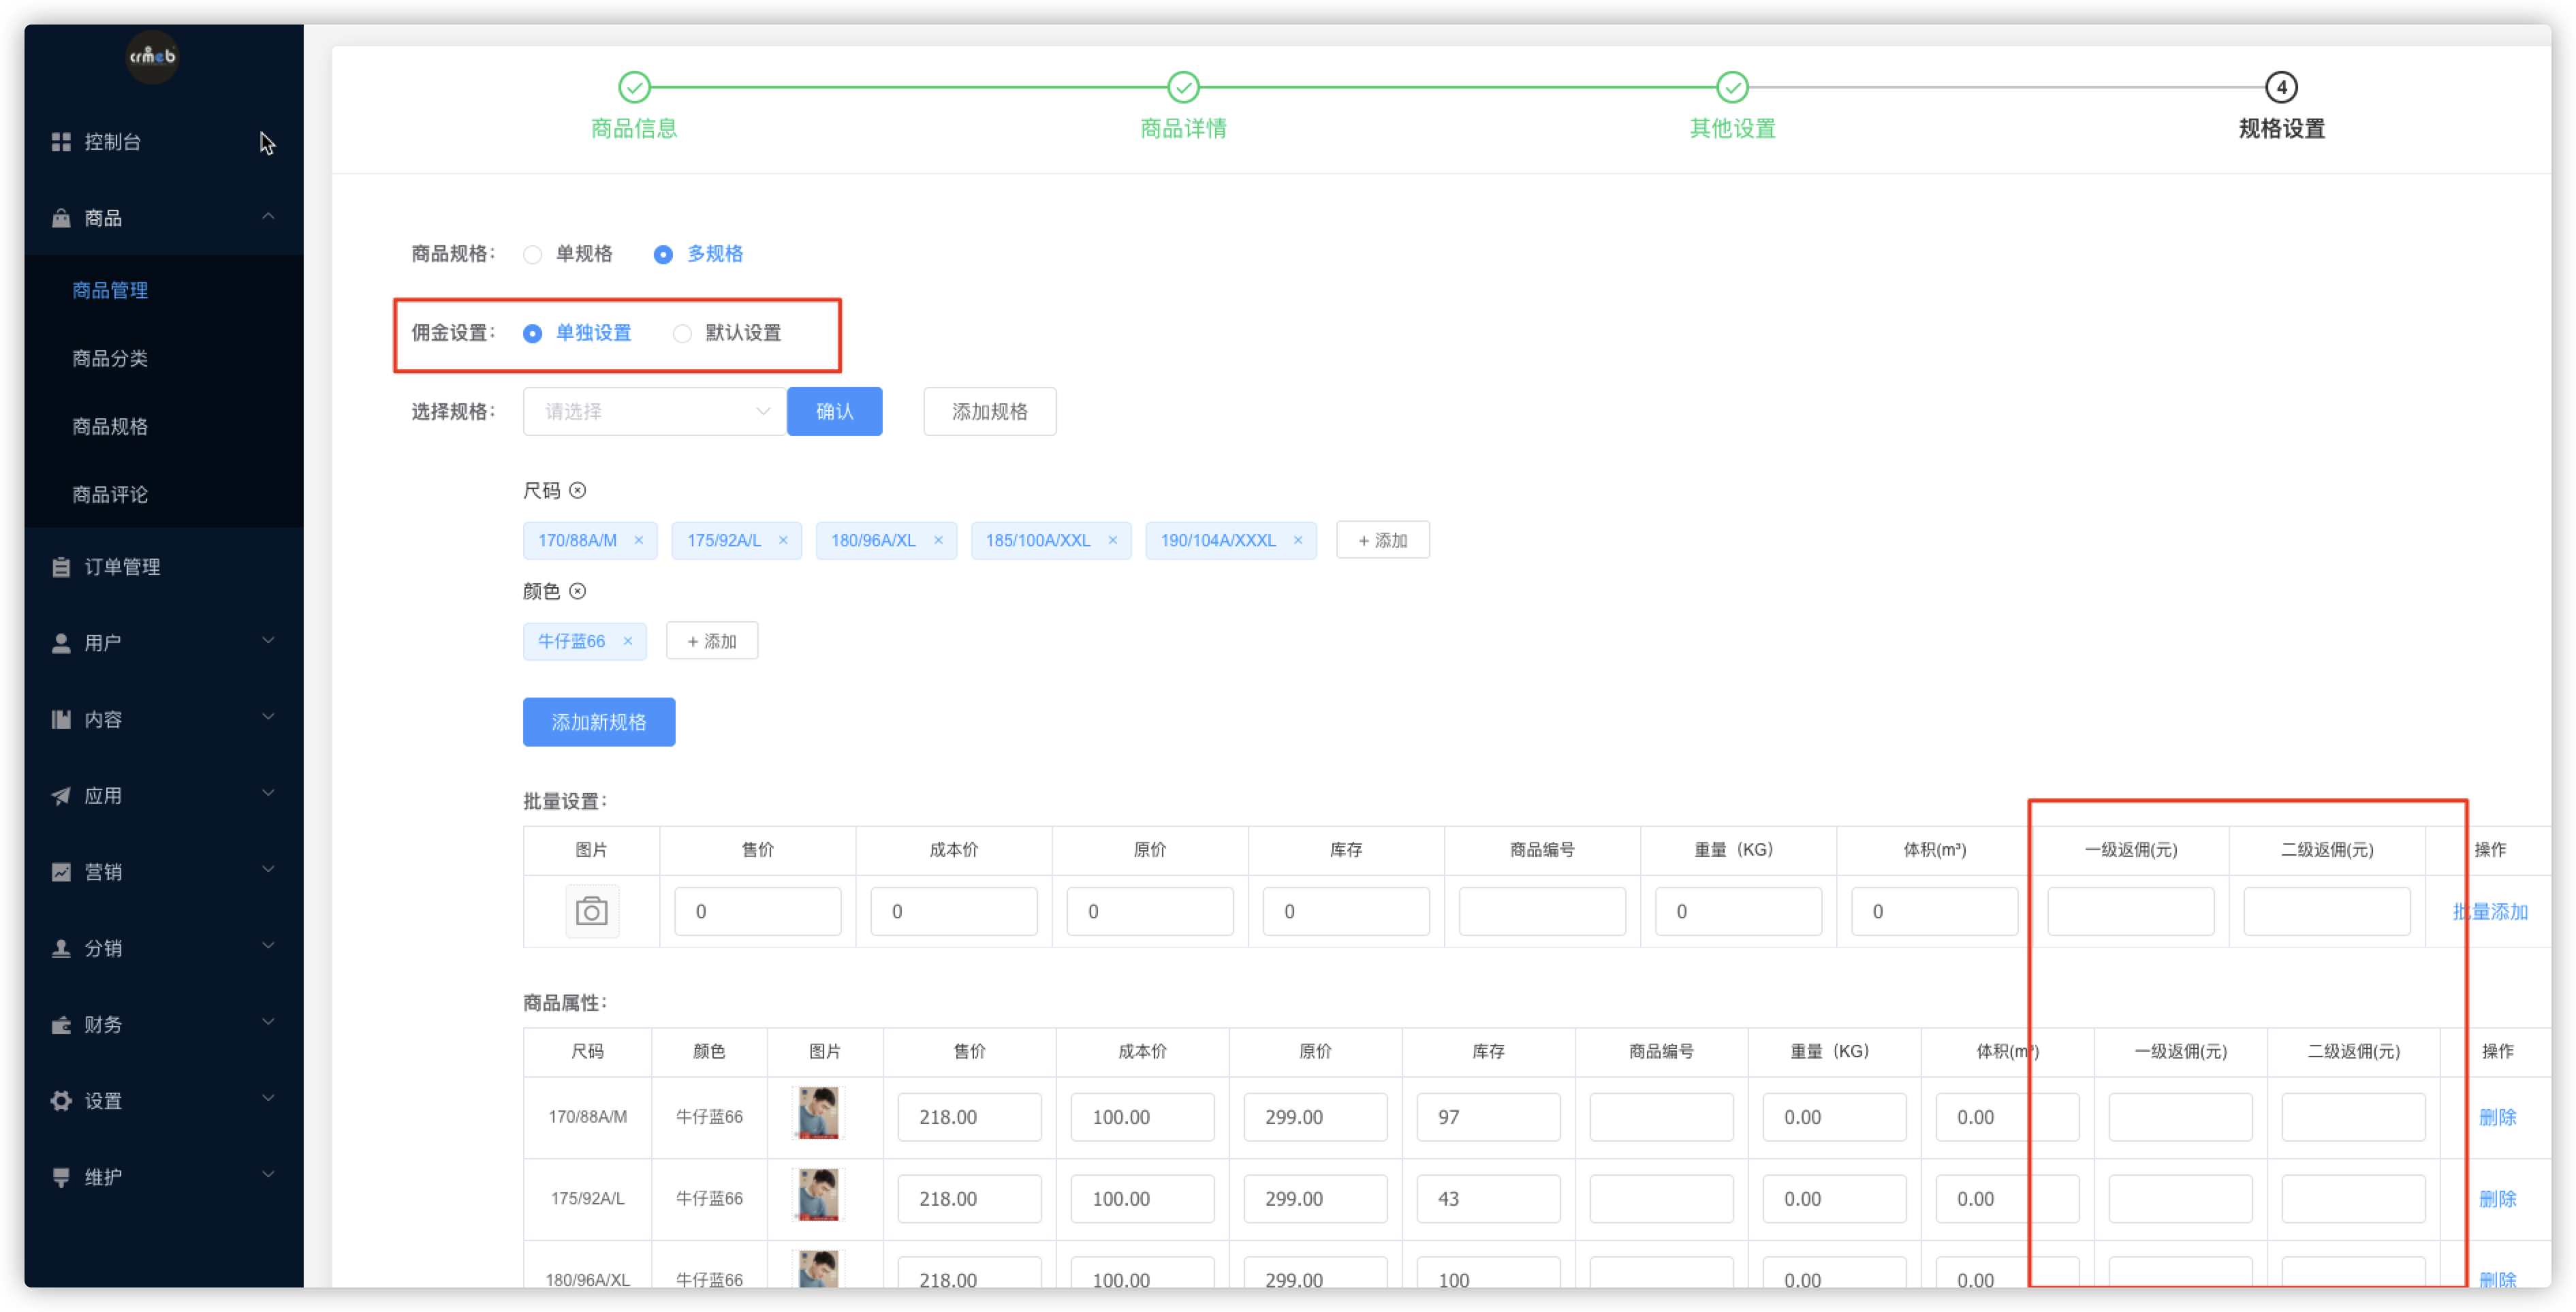 crmeb
控制台
商品
商品管理
商品分类
商品规格
商品评论
订单管理
用户
内容
应用
营销
分销
财务
设置
维护
商品信息 商品详情 其他设置 4 规格设置
商品规格： 单规格 多规格
佣金设置： 单独设置 默认设置
选择规格： 请选择 确认 添加规格
尺码
170/88A/M × 175/92A/L × 180/96A/XL × 185/100A/XXL × 190/104A/XXXL × + 添加
颜色
牛仔蓝66 × + 添加
添加新规格
批量设置：
图片 售价 成本价 原价 库存 商品编号 重量（KG） 体积(m³) 一级返佣(元) 二级返佣(元) 操作
0 0 0 0 0 0 批量添加
商品属性：
尺码 颜色 图片 售价 成本价 原价 库存 商品编号 重量（KG） 体积(m³) 一级返佣(元) 二级返佣(元) 操作
170/88A/M 牛仔蓝66 218.00 100.00 299.00 97 0.00 0.00 删除
175/92A/L 牛仔蓝66 218.00 100.00 299.00 43 0.00 0.00 删除
180/96A/XL 牛仔蓝66 218.00 100.00 299.00 100 0.00 0.00 删除